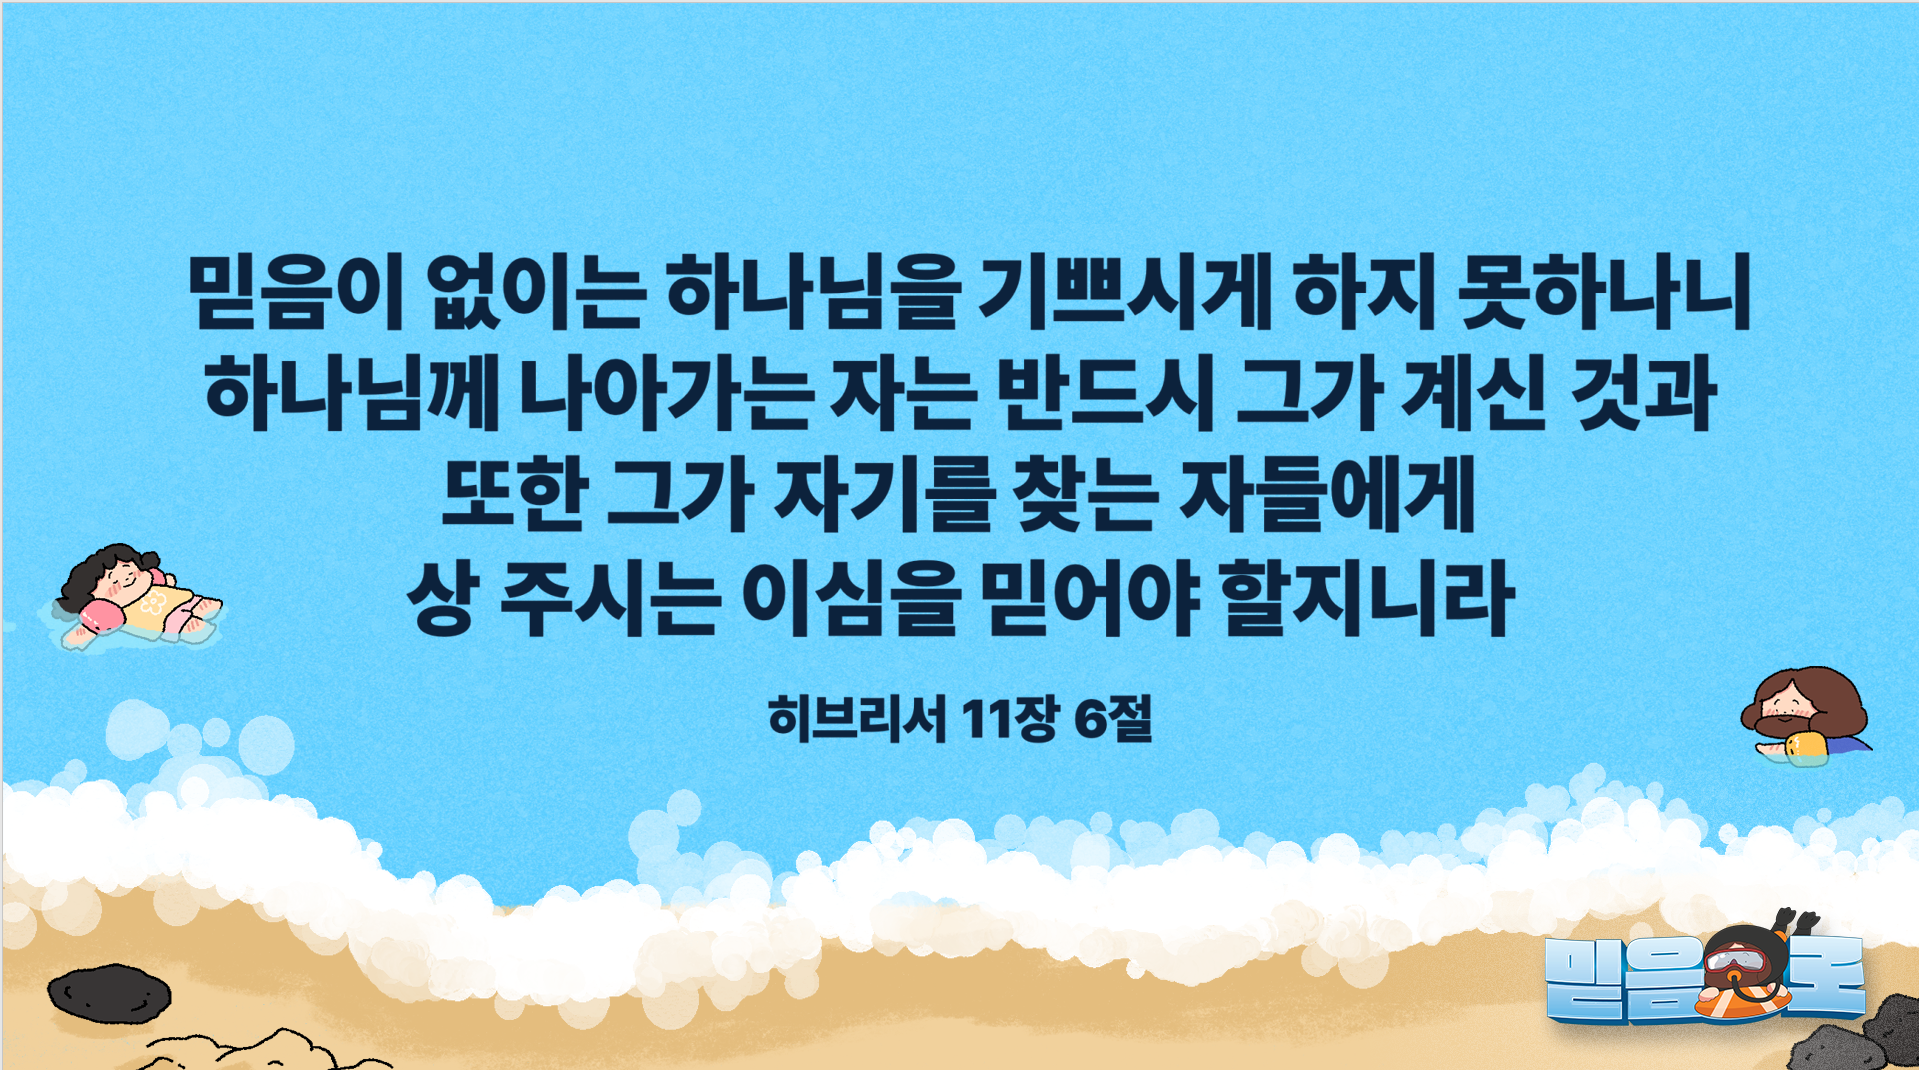 믿음이 없이는 하나님을 기쁘시게 하지 못하나니
하나님께 나아가는 자는 반드시 그가 계신 것과
또한 그가 자기를 찾는 자들에게
상 주시는 이심을 믿어야 할지니라
히브리서 11장 6절
믿음 조